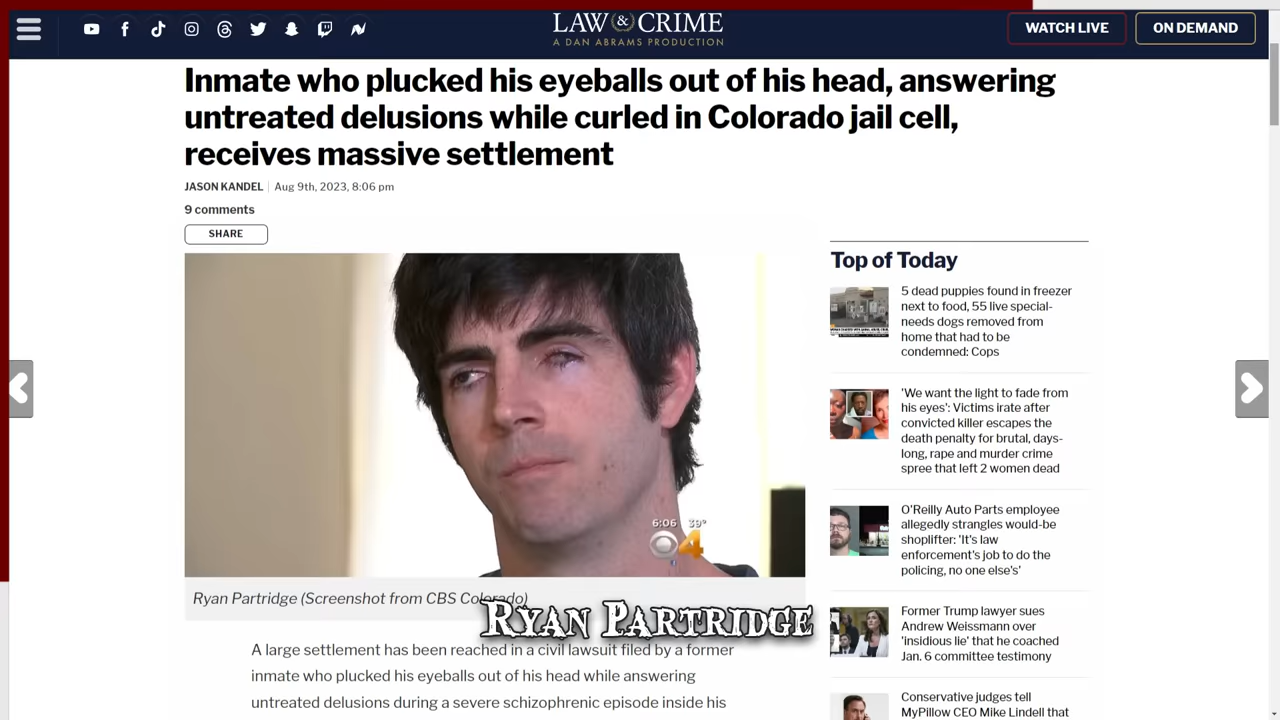 LAW & CRIME
A DAN ABRAMS PRODUCTION
WATCH LIVE
ON DEMAND
Inmate who plucked his eyeballs out of his head, answering
untreated delusions while curled in Colorado jail cell,
receives massive settlement
JASON KANDEL
Aug 9th, 2023, 8:06 pm
9 comments
SHARE
6:06 39°
4
Ryan Partridge (Screenshot from CBS Colorado)
RYAN PARTRIDGE
A large settlement has been reached in a civil lawsuit filed by a former
inmate who plucked his eyeballs out of his head while answering
untreated delusions during a severe schizophrenic episode inside his
Top of Today
5 dead puppies found in freezer
next to food, 55 live special-
needs dogs removed from
home that had to be
condemned: Cops
'We want the light to fade from
his eyes': Victims irate after
convicted killer escapes the
death penalty for brutal, days-
long, rape and murder crime
spree that left 2 women dead
O'Reilly Auto Parts employee
allegedly strangles would-be
shoplifter: 'It's law
enforcement's job to do the
policing, no one else's'
Former Trump lawyer sues
Andrew Weissmann over
'insidious lie' that he coached
Jan. 6 committee testimony
Conservative judges tell
MyPillow CEO Mike Lindell that